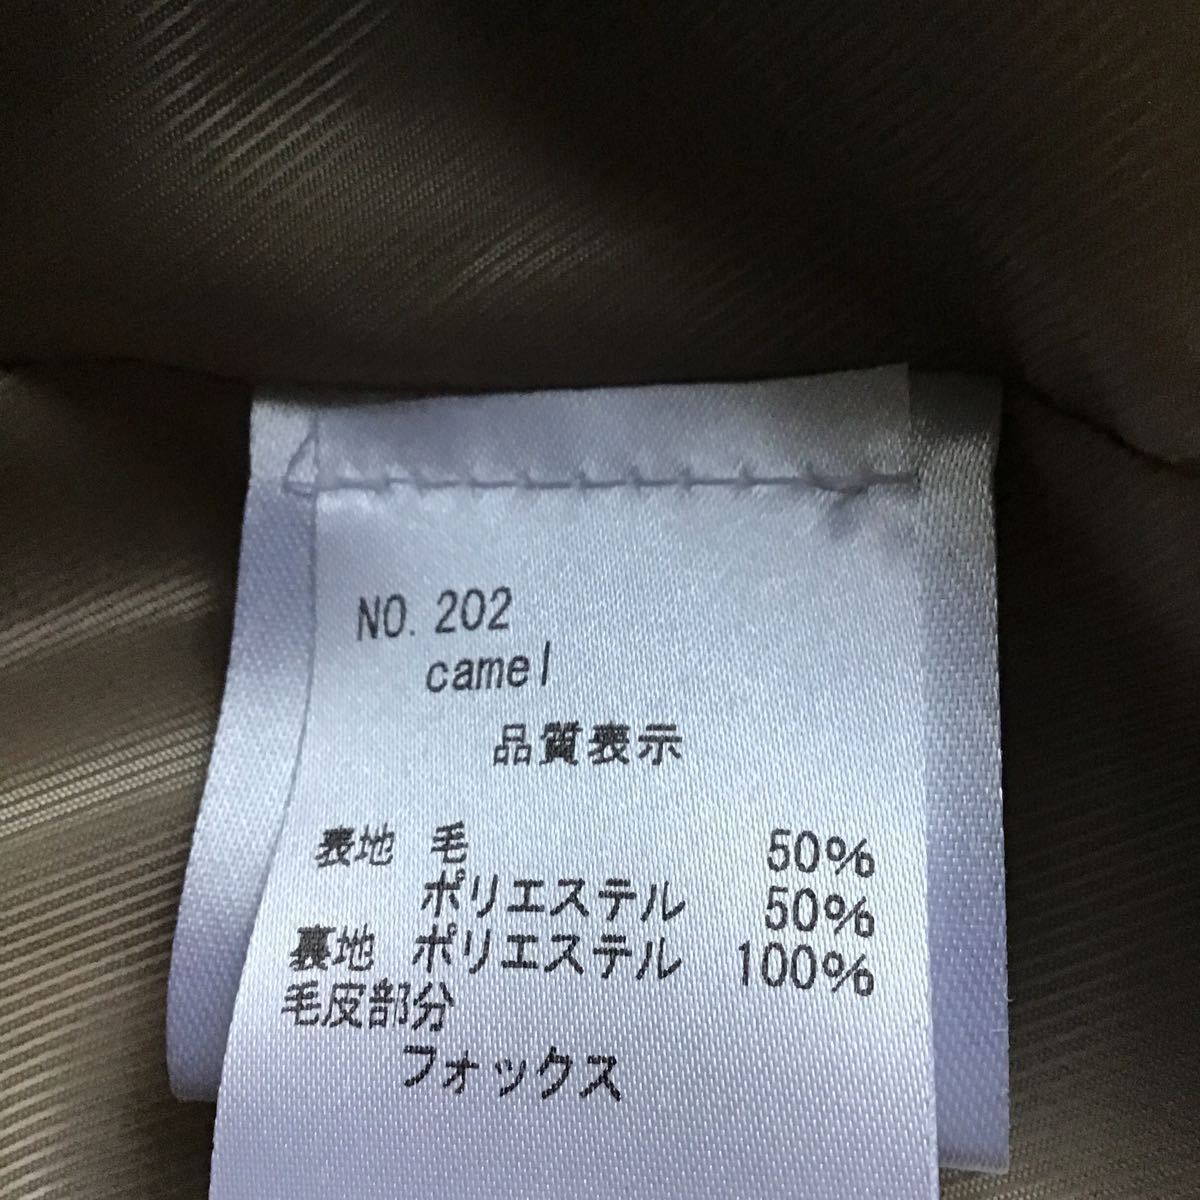 NO. 202
camel
品質表示
表地 毛 50%
ポリエステル 50%
裏地 ポリエステル 100%
毛皮部分
フォックス